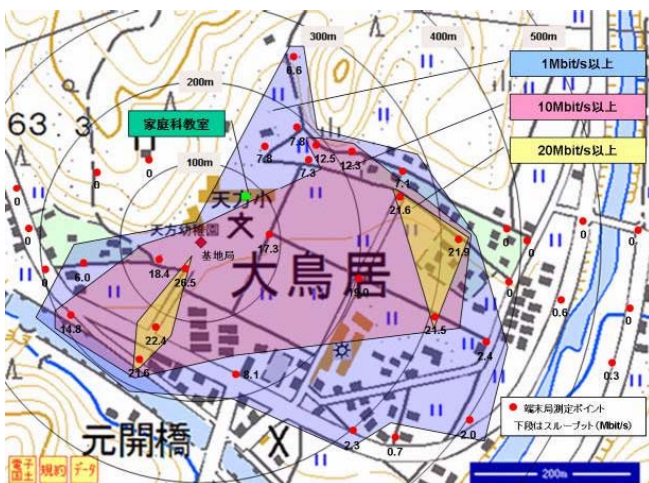 300m
400m
500m
6.6
1Mbit/s以上
200m
10Mbit/s以上
63
3
家庭科教室
7.8
7.8
12.5
12.3
20Mbit/s以上
0
0
7.3
7.1
100m
0
天方小
21.6
文
0
天方幼稚園
17.3
21.9
0
0
0
基地局
6.0
18.4
26.5
大鳥居
19.0
0
0
14.8
22.4
21.5
0.6
0
21.6
2.4
8.1
0.3
端末局測定ポイント
下段はスループット(Mbit/s)
元開橋
2.3
0.7
2.0
電子国土
規約
データ
200m